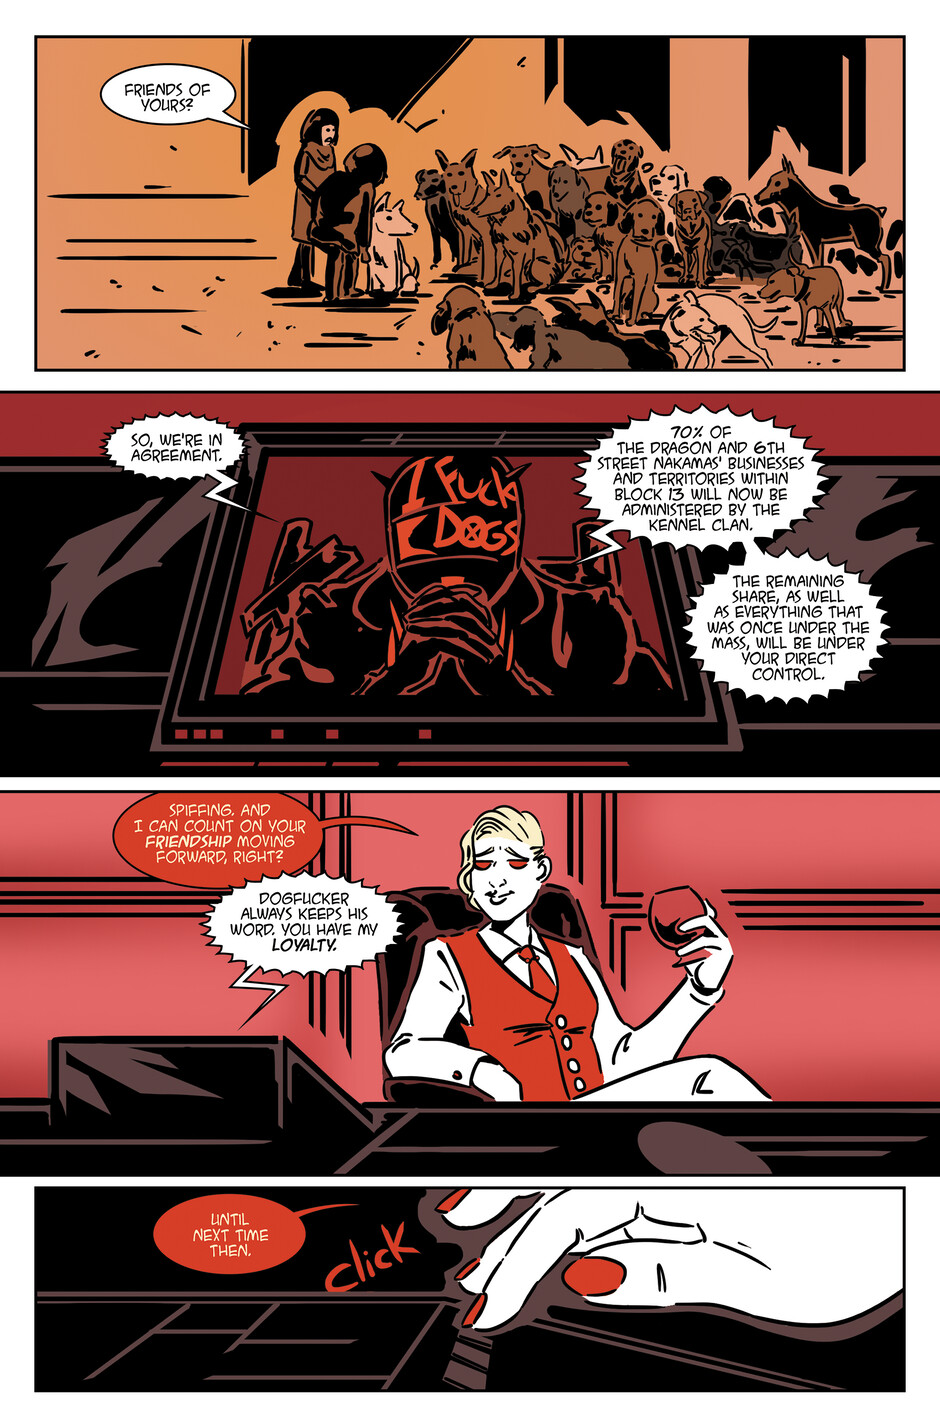 FRIENDS OF
YOURS?
SO, WE'RE IN
AGREEMENT.
I FUCK
DOGS
70% OF
THE DRAGON AND 6TH
STREET NAKAMAS' BUSINESSES
AND TERRITORIES WITHIN
BLOCK 13 WILL NOW BE
ADMINISTERED BY THE
KENNEL CLAN.
THE REMAINING
SHARE, AS WELL
AS EVERYTHING THAT
WAS ONCE UNDER THE
MASS, WILL BE UNDER
YOUR DIRECT
CONTROL.
SPIFFING. AND
I CAN COUNT ON YOUR
FRIENDSHIP MOVING
FORWARD, RIGHT?
DOGFUCKER
ALWAYS KEEPS HIS
WORD. YOU HAVE MY
LOYALTY.
UNTIL
NEXT TIME
THEN.
CLICK